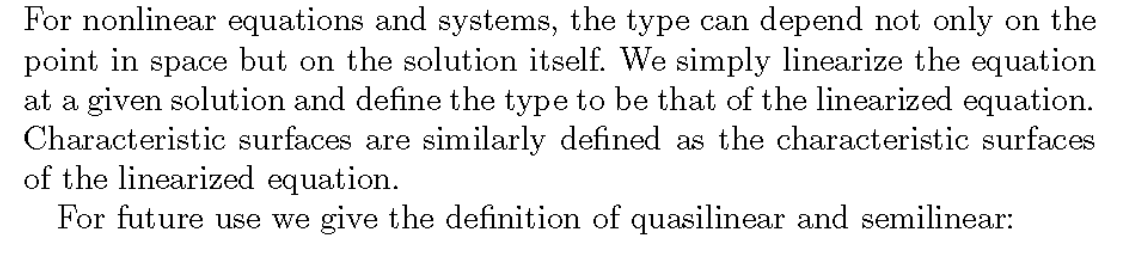 For nonlinear equations and systems, the type can depend not only on the
point in space but on the solution itself. We simply linearize the equation
at a given solution and define the type to be that of the linearized equation.
Characteristic surfaces are similarly defined as the characteristic surfaces
of the linearized equation.
For future use we give the definition of quasilinear and semilinear: